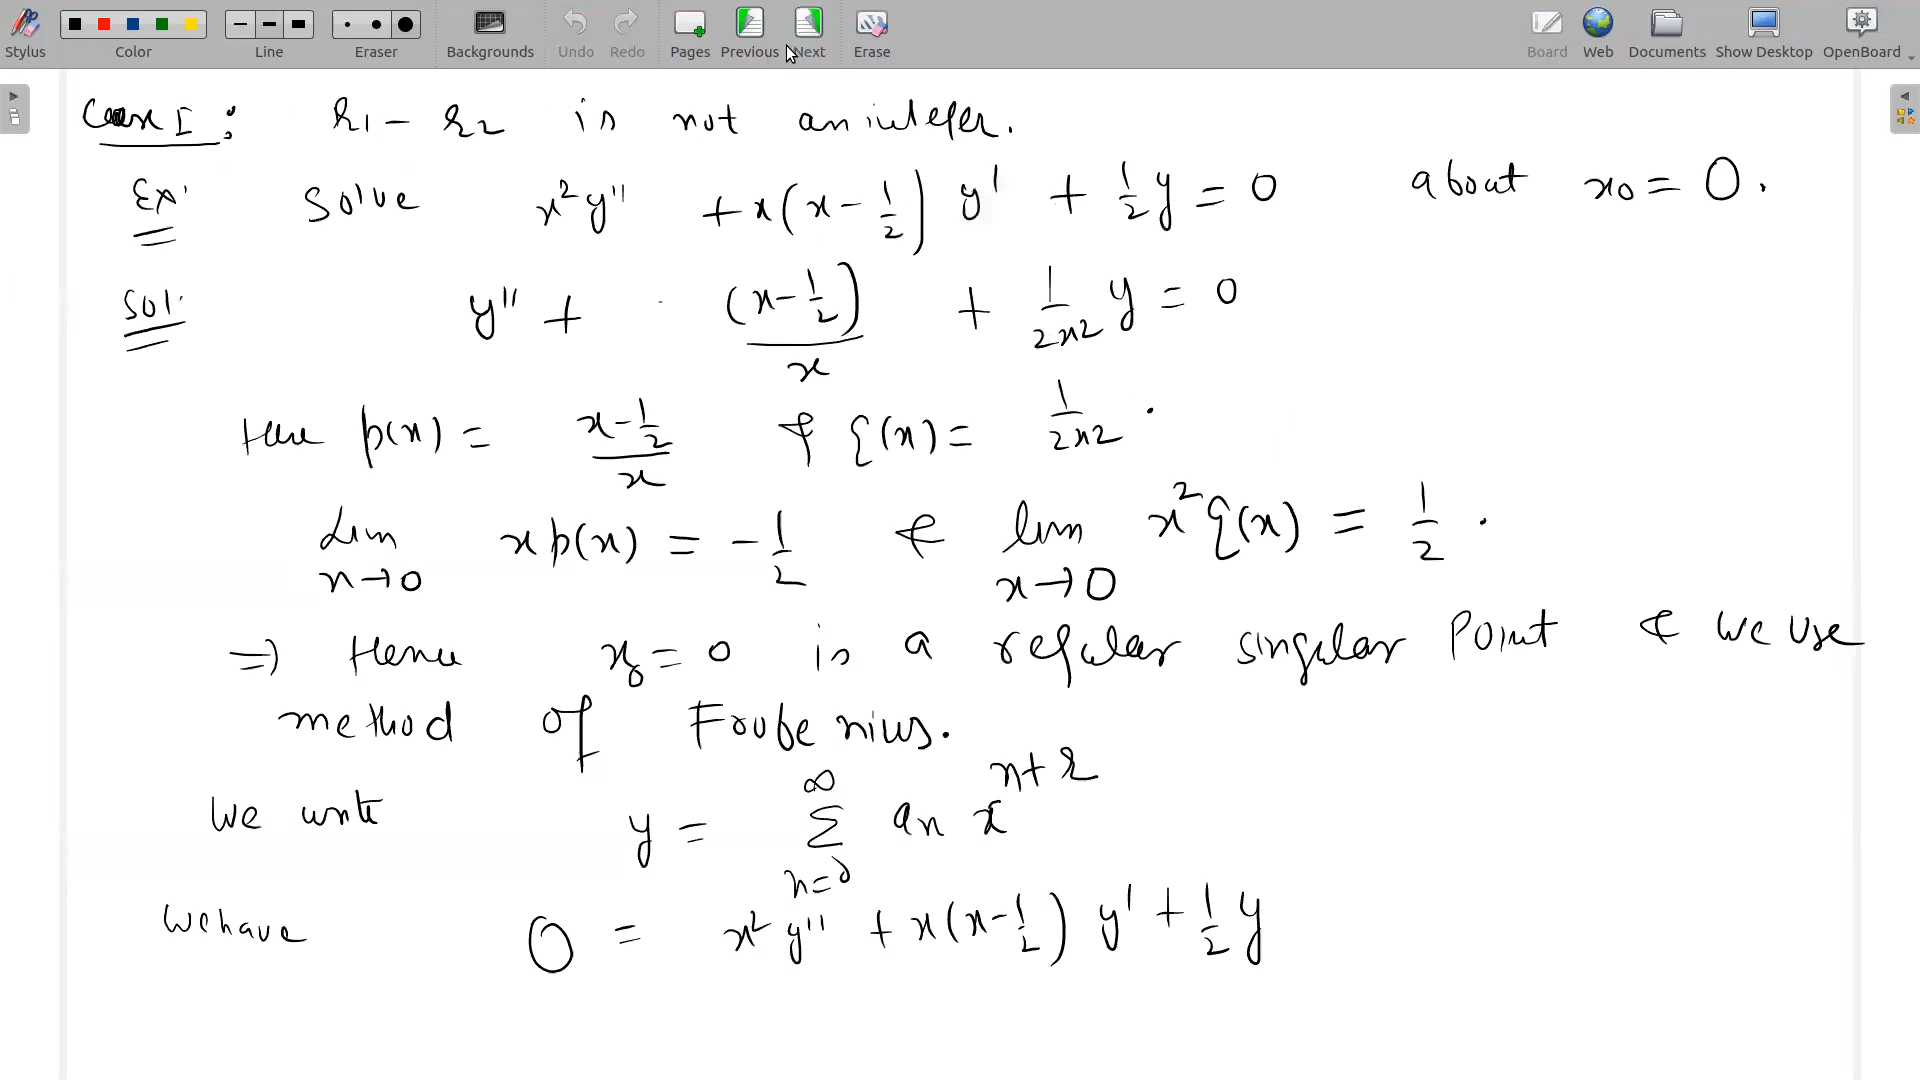 Stylus Color Line Eraser Backgrounds Undo Redo Pages Previous Next Erase Board Web Documents Show Desktop OpenBoard
Case I : r1 - r2 is not an integer.
Ex: Solve x²y'' + x(x - 1/2) y' + 1/2 y = 0 about x0 = 0.
Sol: y'' + (x - 1/2)/x + 1/2x2 y = 0
Here p(x) = (x - 1/2)/x & q(x) = 1/2x2.
Lim x→0 x p(x) = -1/2 & lim x→0 x² q(x) = 1/2.
⇒ Hence x0 = 0 is a regular singular Point & we use
method of Frobenius.
We write y = ∑_{n=0}^{∞} an x^{n+r}
We have 0 = x² y'' + x(x - 1/2) y' + 1/2 y